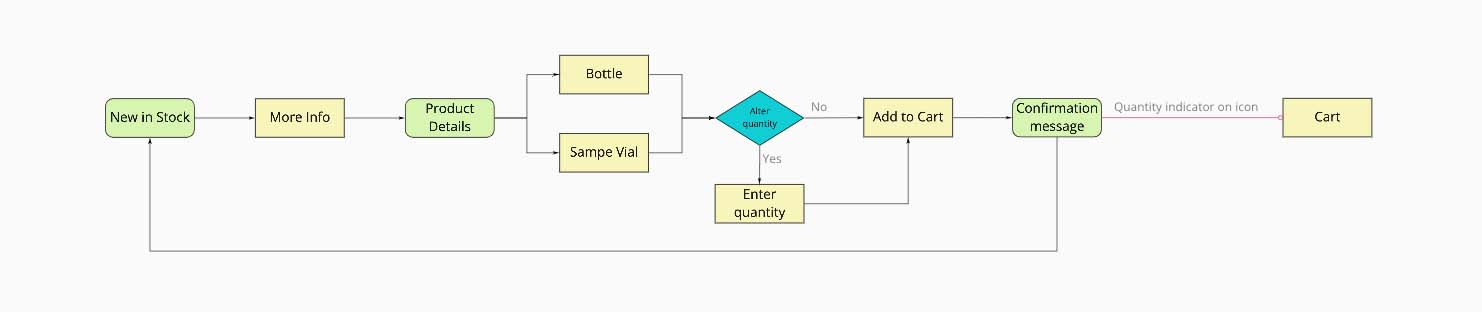 New in Stock
More Info
Product
Details
Bottle
Sampe Vial
Alter
quantity
No
Yes
Enter
quantity
Add to Cart
Confirmation
message
Quantity indicator on icon
Cart